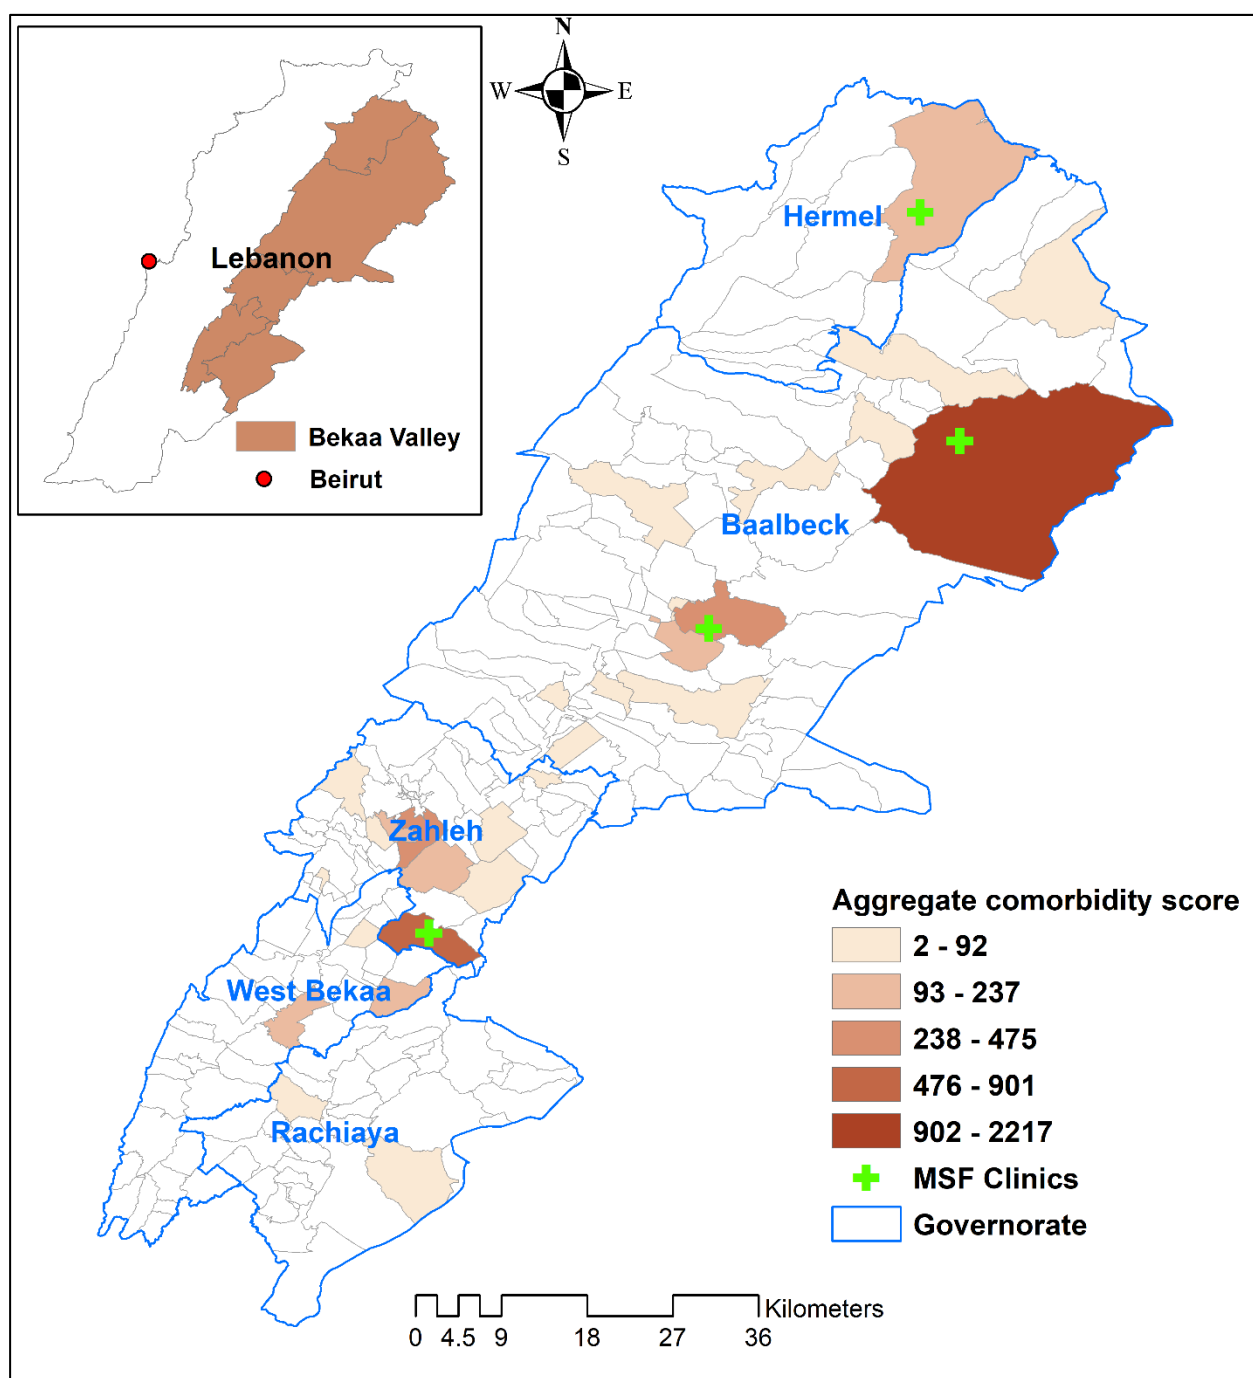 N
W
E
S
Lebanon
Bekaa Valley
Beirut
Hermel
Baalbeck
Zahleh
West Bekaa
Rachiaya
Aggregate comorbidity score
2 - 92
93 - 237
238 - 475
476 - 901
902 - 2217
MSF Clinics
Governorate
Kilometers
0 4.5 9 18 27 36